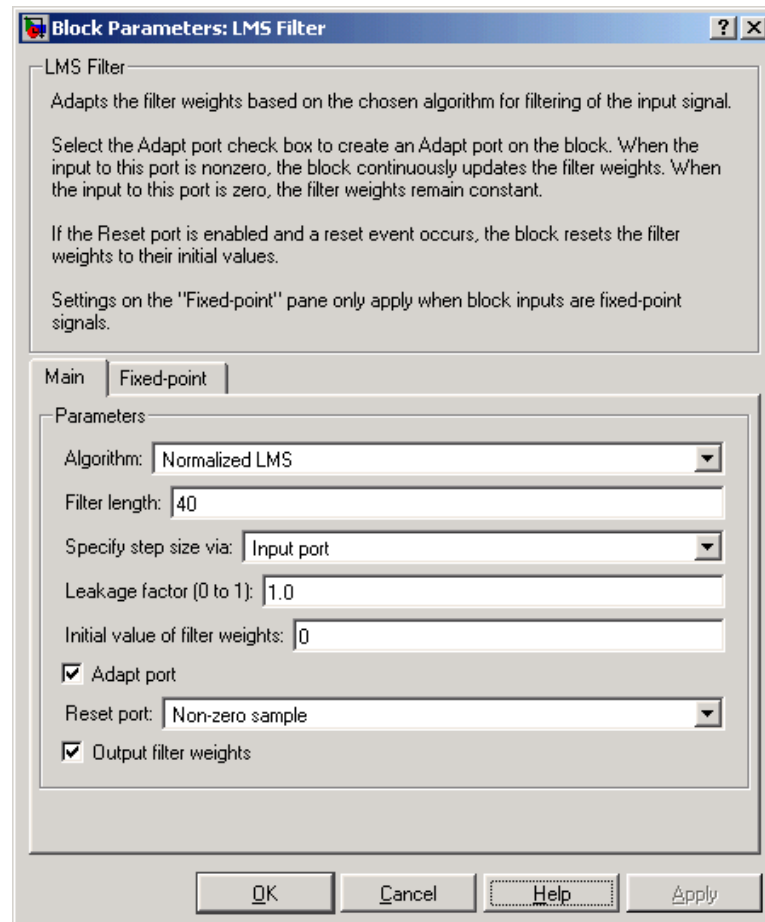 Block Parameters: LMS Filter
LMS Filter
Adapts the filter weights based on the chosen algorithm for filtering of the input signal.
Select the Adapt port check box to create an Adapt port on the block. When the
input to this port is nonzero, the block continuously updates the filter weights. When
the input to this port is zero, the filter weights remain constant.
If the Reset port is enabled and a reset event occurs, the block resets the filter
weights to their initial values.
Settings on the "Fixed-point" pane only apply when block inputs are fixed-point
signals.
Main Fixed-point
Parameters
Algorithm: Normalized LMS
Filter length: 40
Specify step size via: Input port
Leakage factor (0 to 1): 1.0
Initial value of filter weights: 0
Adapt port
Reset port: Non-zero sample
Output filter weights
OK Cancel Help Apply